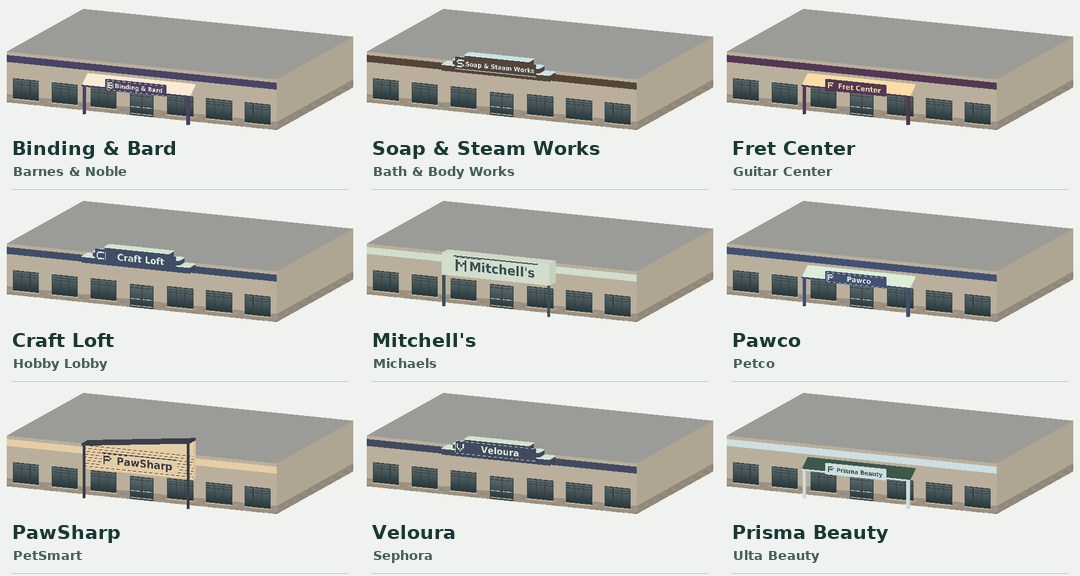 Binding & Bard
Soap & Steam Works
Fret Center
Binding & Bard
Soap & Steam Works
Fret Center
Barnes & Noble
Bath & Body Works
Guitar Center
Craft Loft
Mitchell's
Pawco
Craft Loft
Mitchell's
Pawco
Hobby Lobby
Michaels
Petco
PawSharp
Veloura
Prisma Beauty
PawSharp
Veloura
Prisma Beauty
PetSmart
Sephora
Ulta Beauty